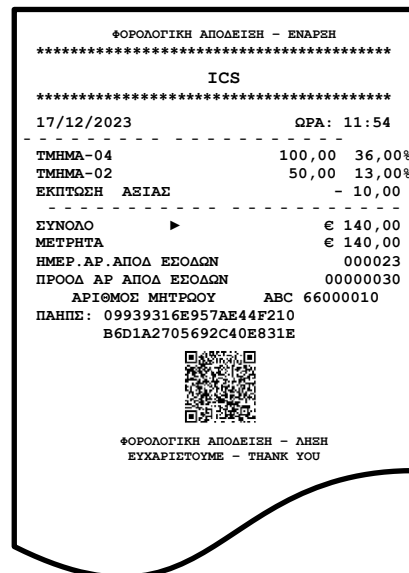 ΦΟΡΟΛΟΓΙΚΗ ΑΠΟΔΕΙΞΗ – ΕΝΑΡΞΗ
******************************************
ICS
******************************************
17/12/2023 ΩΡΑ: 11:54
- - - - - - - - - - - - - - - - - - - -
ΤΜΗΜΑ-04 100,00 36,00%
ΤΜΗΜΑ-02 50,00 13,00%
ΕΚΠΤΩΣΗ ΑΞΙΑΣ - 10,00
- - - - - - - - - - - - - - - - - - - -
ΣΥΝΟΛΟ ► € 140,00
ΜΕΤΡΗΤΑ € 140,00
ΗΜΕΡ.ΑΡ.ΑΠΟΔ ΕΣΟΔΩΝ 000023
ΠΡΟΟΔ ΑΡ ΑΠΟΔ ΕΣΟΔΩΝ 00000030
ΑΡΙΘΜΟΣ ΜΗΤΡΩΟΥ ABC 66000010
ΠΑΗΠΣ: 09939316E957AE44F210
B6D1A2705692C40E831E
ΦΟΡΟΛΟΓΙΚΗ ΑΠΟΔΕΙΞΗ – ΛΗΞΗ
ΕΥΧΑΡΙΣΤΟΥΜΕ – THANK YOU